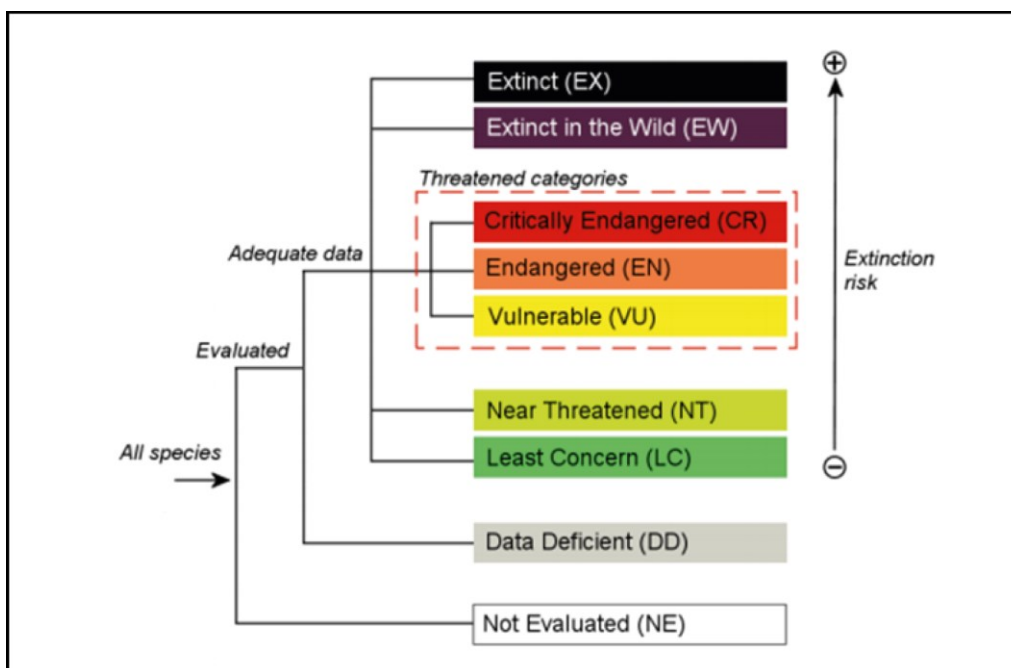 Extinct (EX)
Extinct in the Wild (EW)
Threatened categories
Critically Endangered (CR)
Adequate data
Endangered (EN)
Extinction
risk
Vulnerable (VU)
Evaluated
Near Threatened (NT)
All species
Least Concern (LC)
Data Deficient (DD)
Not Evaluated (NE)